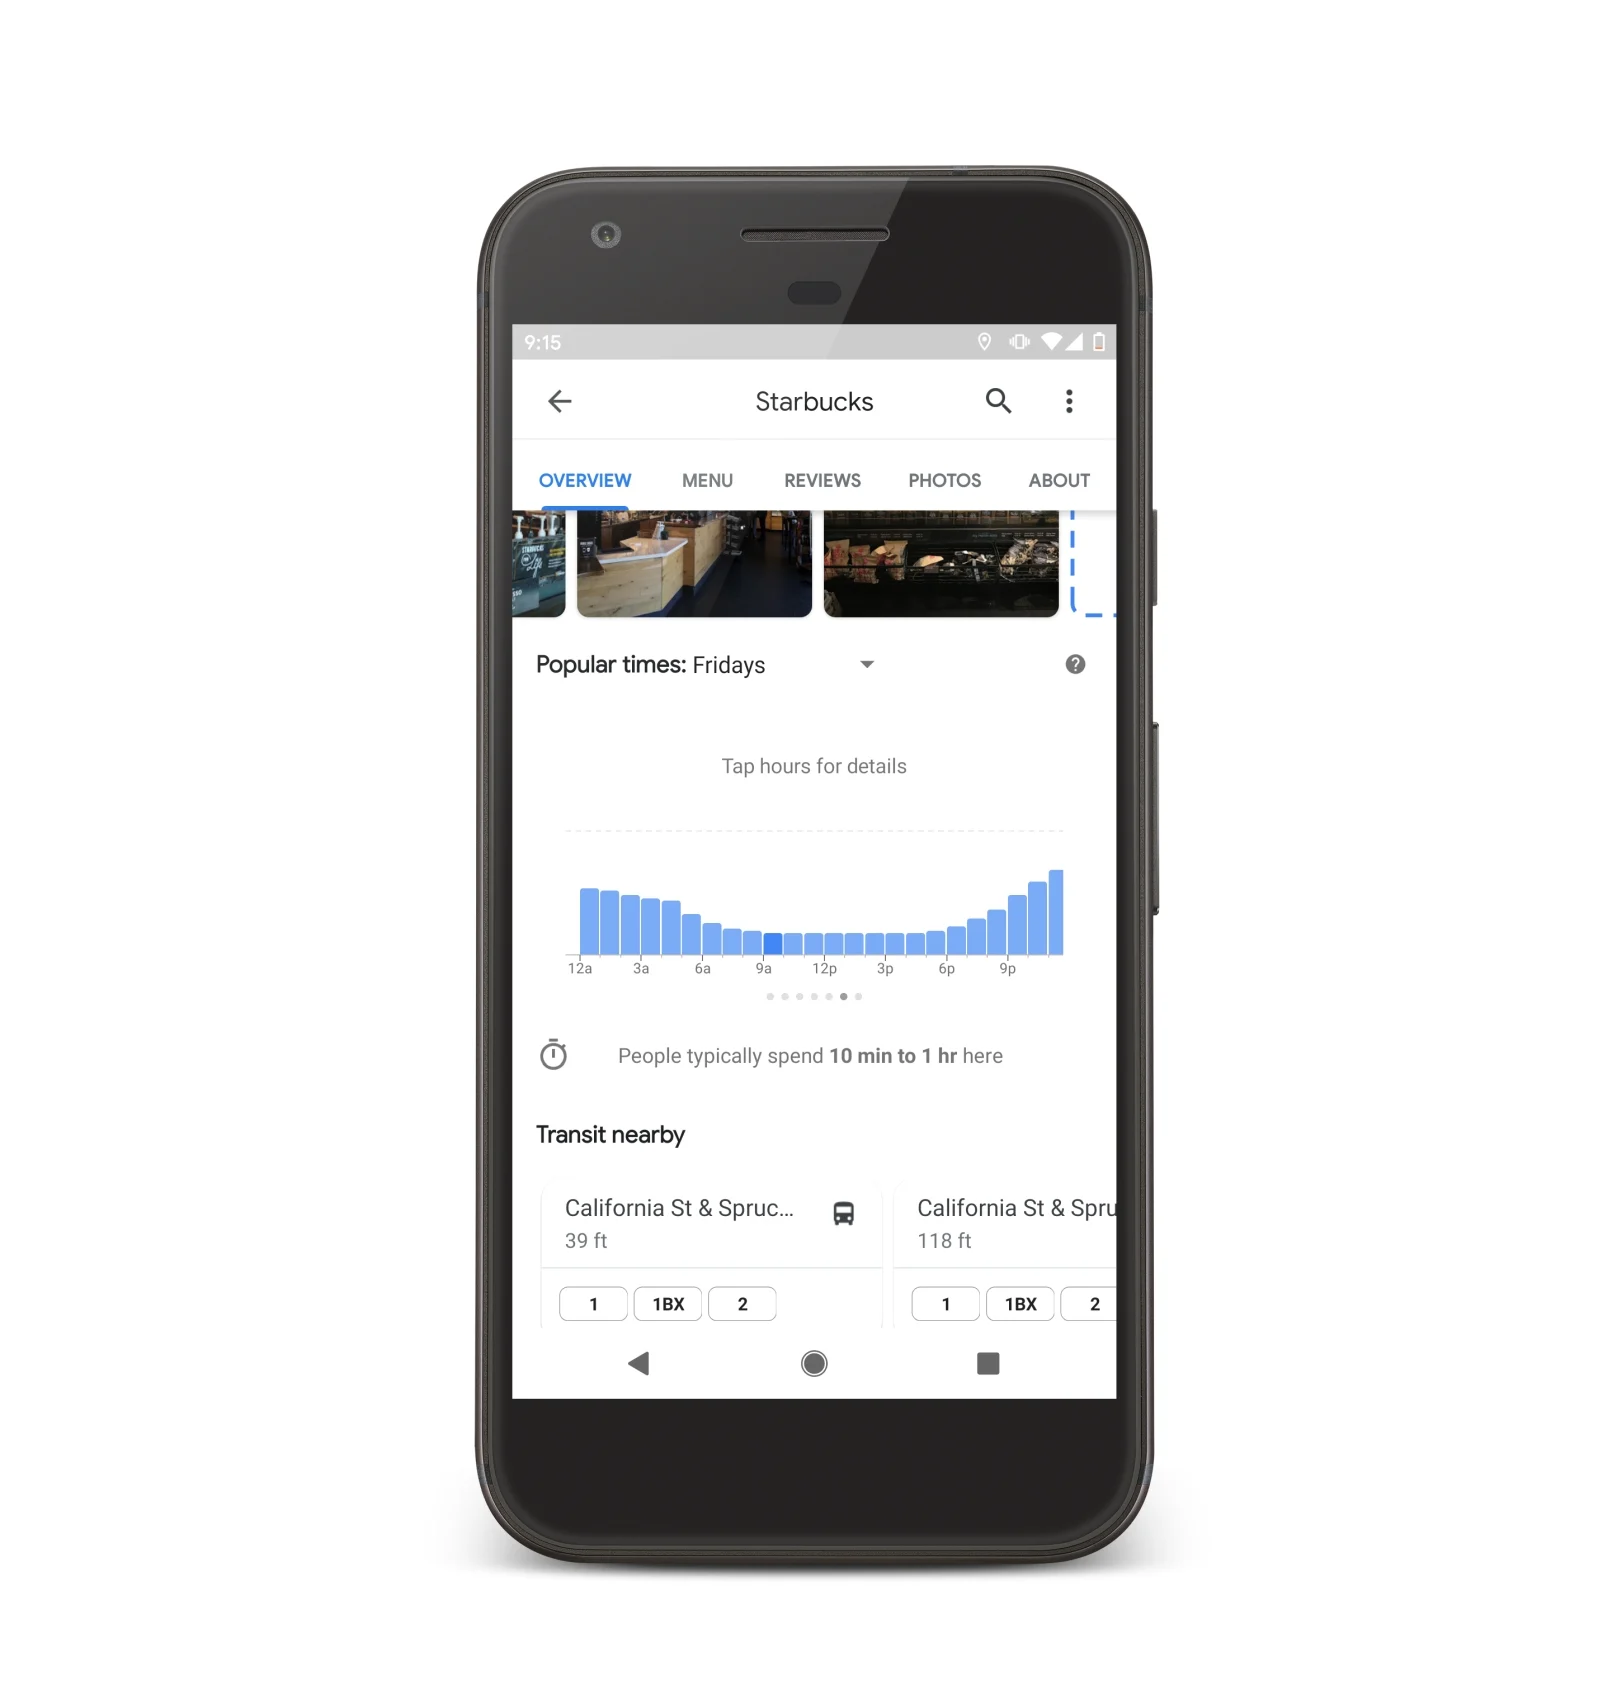 9:15
Starbucks
OVERVIEW MENU REVIEWS PHOTOS ABOUT
STARBUCKS
Popular times: Fridays
Tap hours for details
12a 3a 6a 9a 12p 3p 6p 9p
People typically spend 10 min to 1 hr here
Transit nearby
California St & Spruc... California St & Spru
39 ft 118 ft
1 1BX 2 1 1BX 2